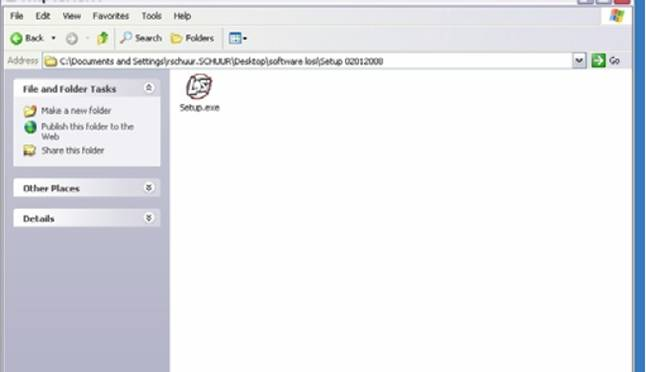 File Edit View Favorites Tools Help
Back Search Folders
Address C:\Documents and Settings\rschuur.SCHUUR\Desktop\software losl\Setup 02012008 Go
File and Folder Tasks
Make a new folder
Publish this folder to the
Web
Share this folder
Other Places
Details
Setup.exe